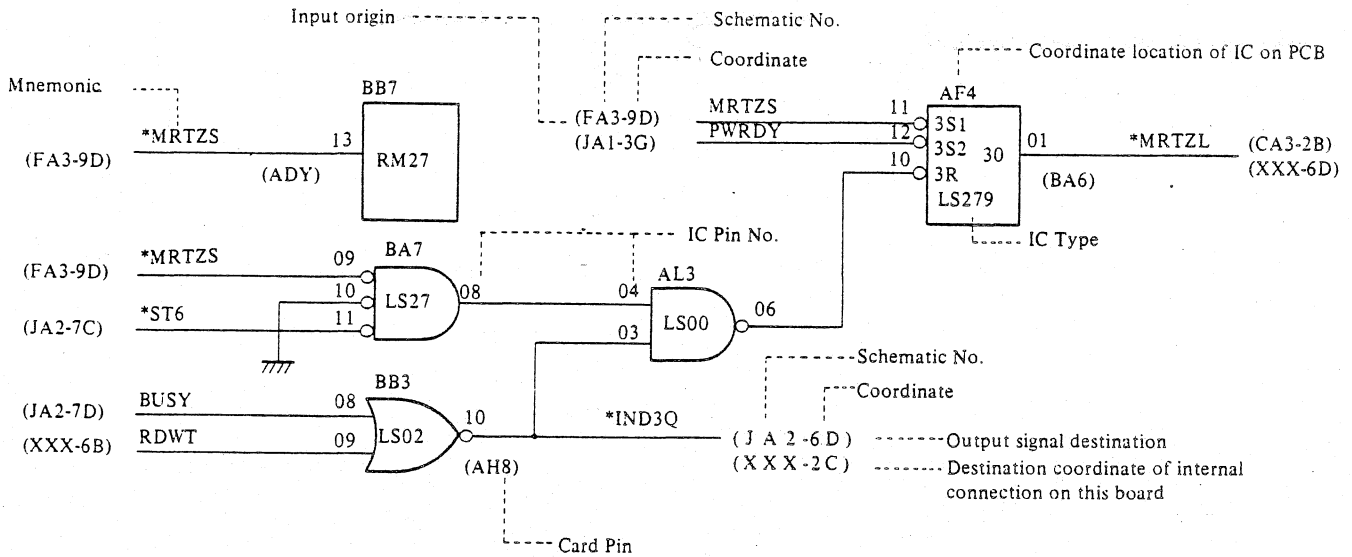 Input origin
Schematic No.
Coordinate
Coordinate location of IC on PCB
Mnemonic
BB7
AF4
(FA3-9D)
(JA1-3G)
MRTZS
PWRDY
11
12
10
3S1
3S2
3R
30
LS279
01
*MRTZL
(CA3-2B)
(XXX-6D)
(BA6)
*MRTZS
(FA3-9D)
13
(ADY)
RM27
IC Pin No.
IC Type
BA7
AL3
(FA3-9D)
*MRTZS
09
10
LS27
08
04
06
(JA2-7C)
*ST6
11
LS00
03
Schematic No.
Coordinate
BB3
(JA2-7D)
BUSY
08
(XXX-6B)
RDWT
09
LS02
10
*IND3Q
(JA2-6D)
Output signal destination
(AH8)
(XXX-2C)
Destination coordinate of internal
connection on this board
Card Pin